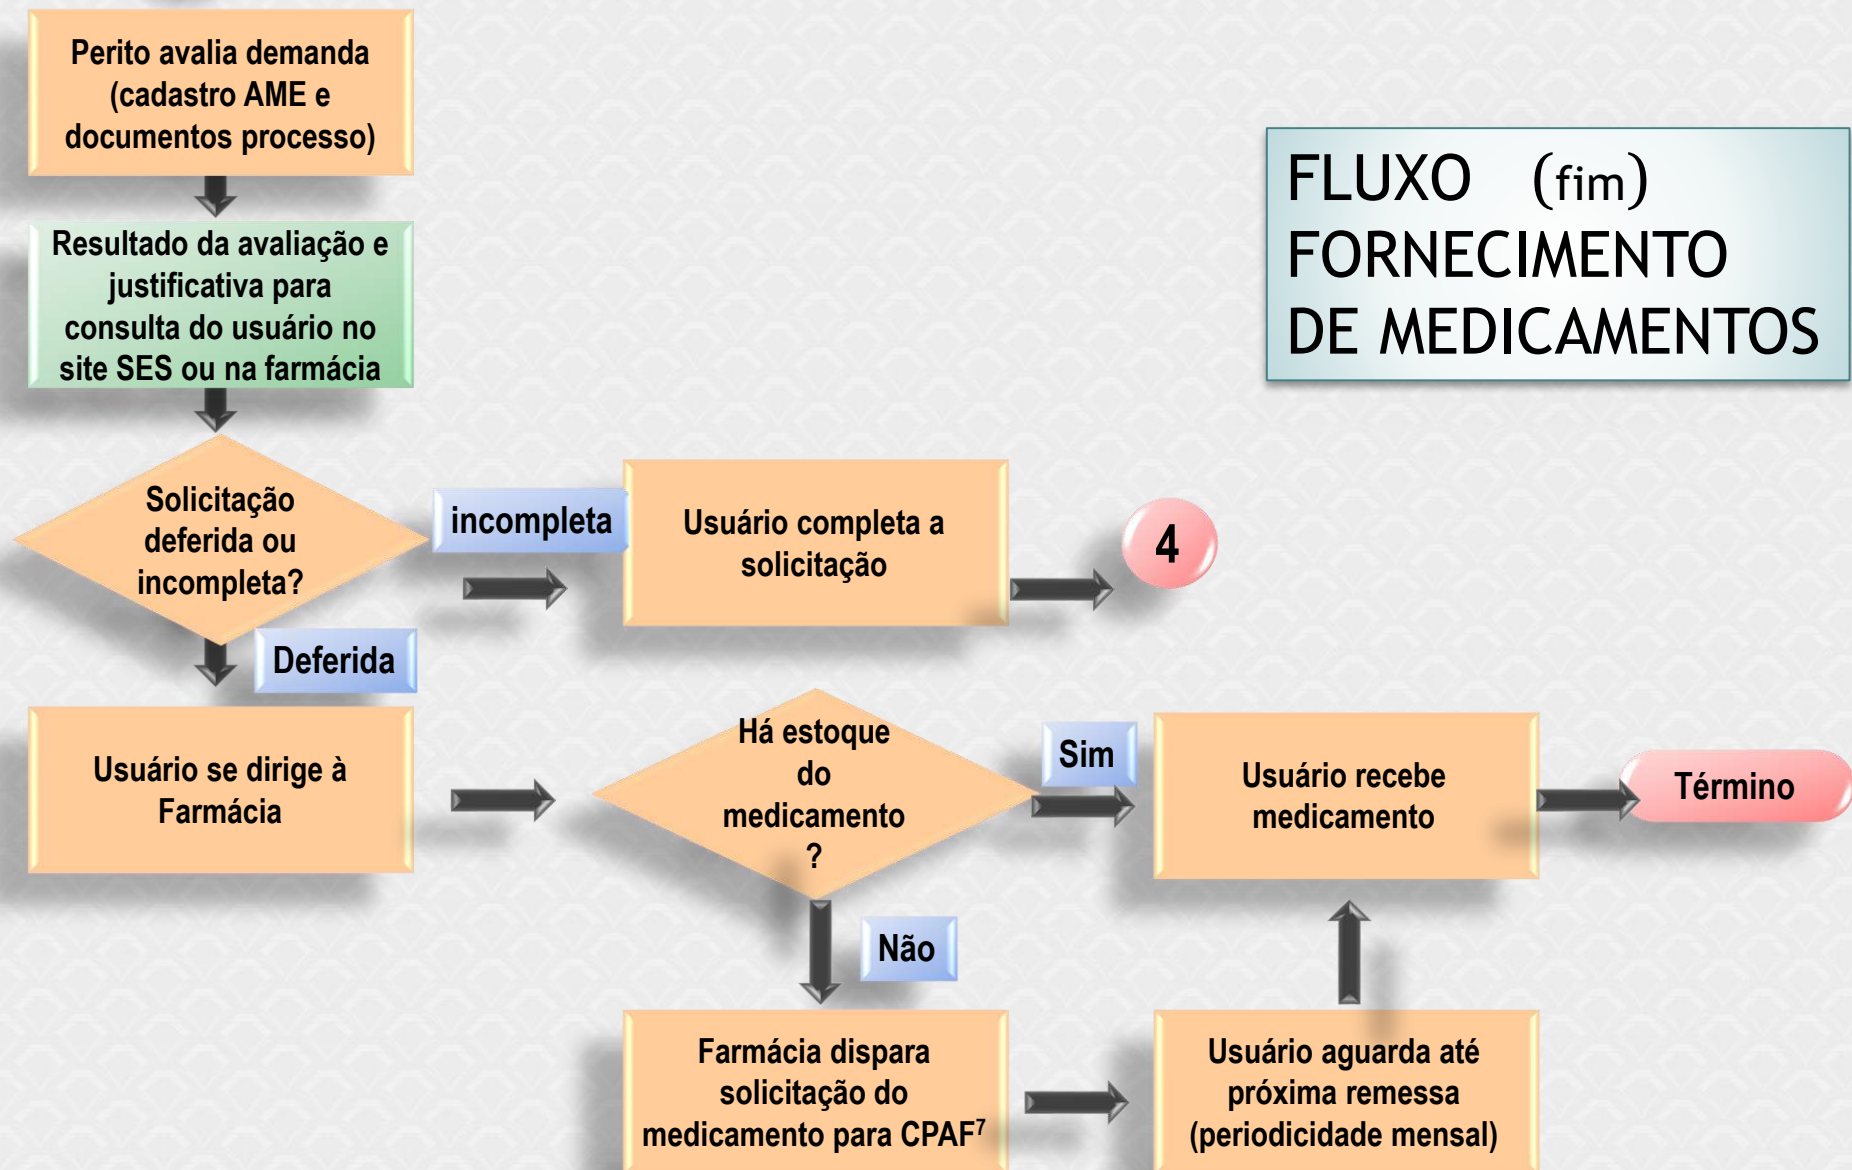 Perito avalia demanda
(cadastro AME e
documentos processo)
FLUXO (fim)
FORNECIMENTO
DE MEDICAMENTOS
Resultado da avaliação e
justificativa para
consulta do usuário no
site SES ou na farmácia
Solicitação
deferida ou
incompleta?
incompleta
Usuário completa a
solicitação
4
Deferida
Usuário se dirige à
Farmácia
Há estoque
do
medicamento
?
Sim
Usuário recebe
medicamento
Término
Não
Farmácia dispara
solicitação do
medicamento para CPAF⁷
Usuário aguarda até
próxima remessa
(periodicidade mensal)